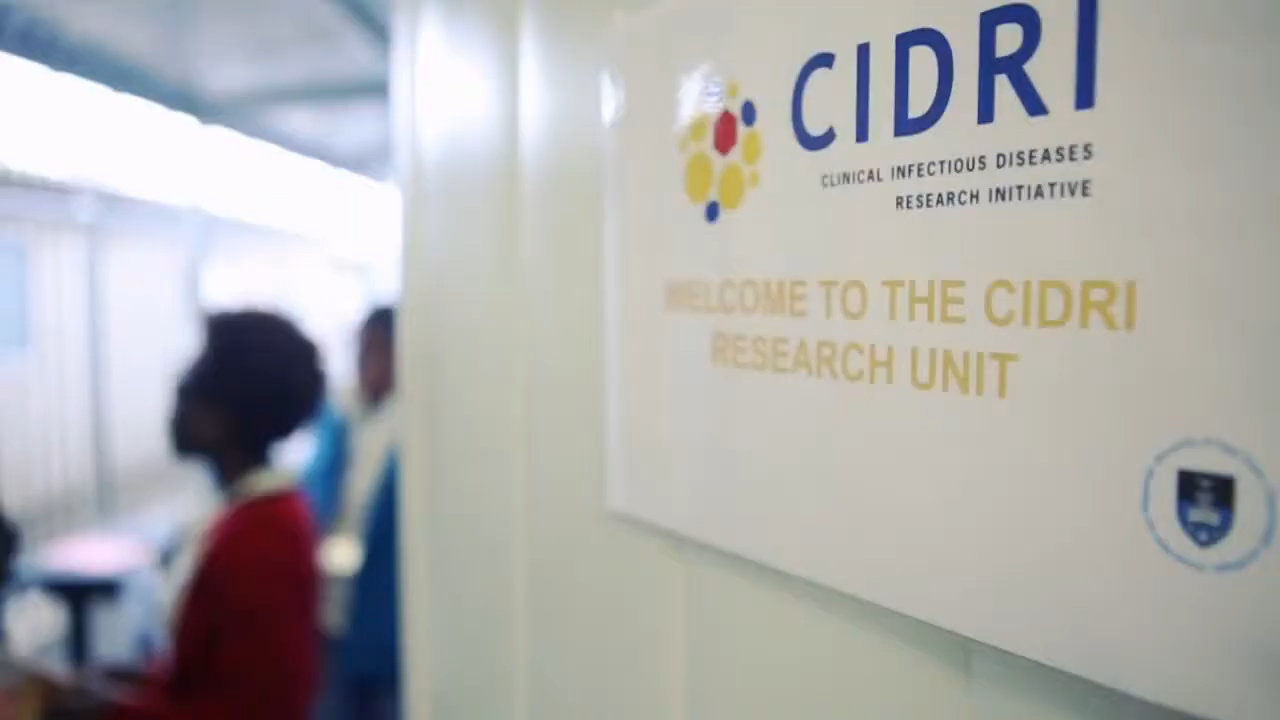 CIDRI
CLINICAL INFECTIOUS DISEASES
RESEARCH INITIATIVE
WELCOME TO THE CIDRI
RESEARCH UNIT